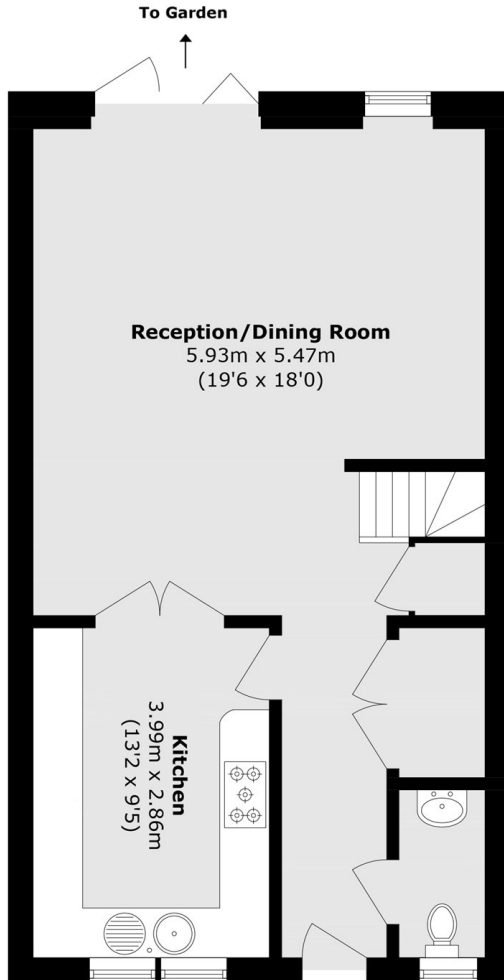 To Garden
Reception/Dining Room
5.93m x 5.47m
(19'6 x 18'0)
Kitchen
3.99m x 2.86m
(13'2 x 9'5)